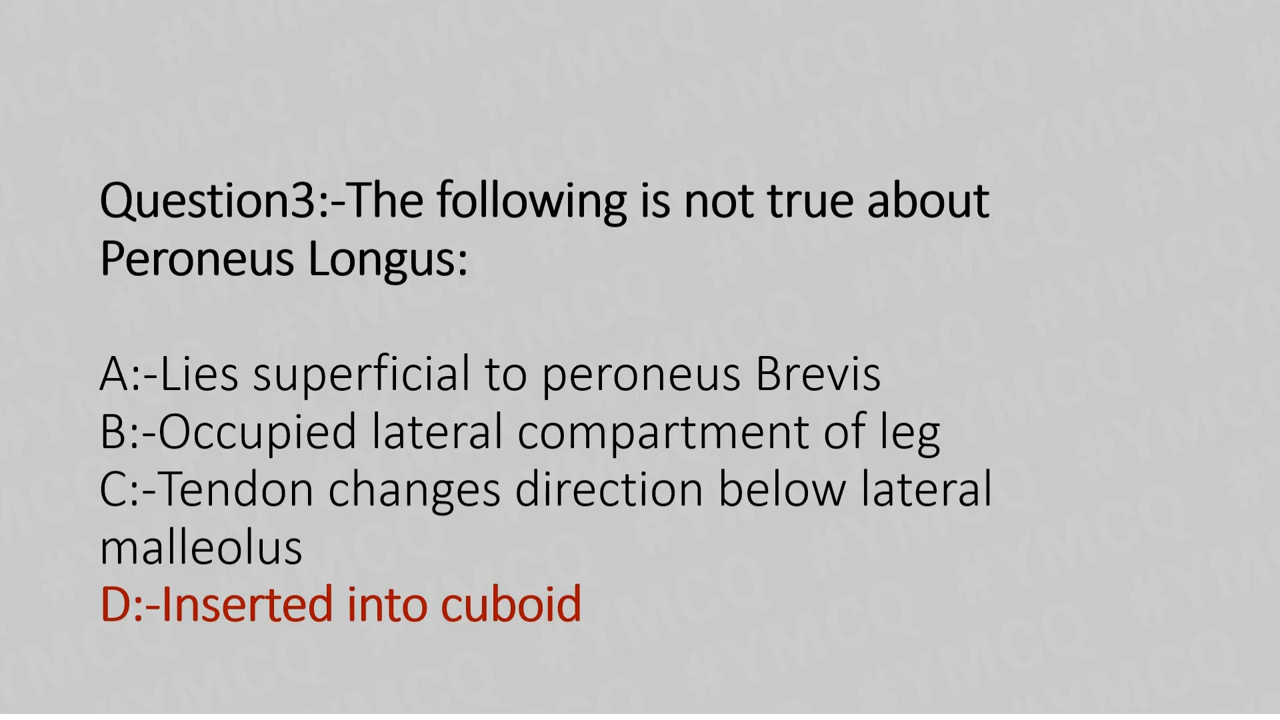 Question3:-The following is not true about
Peroneus Longus:
A:-Lies superficial to peroneus Brevis
B:-Occupied lateral compartment of leg
C:-Tendon changes direction below lateral
malleolus
D:-Inserted into cuboid
#YMCQ